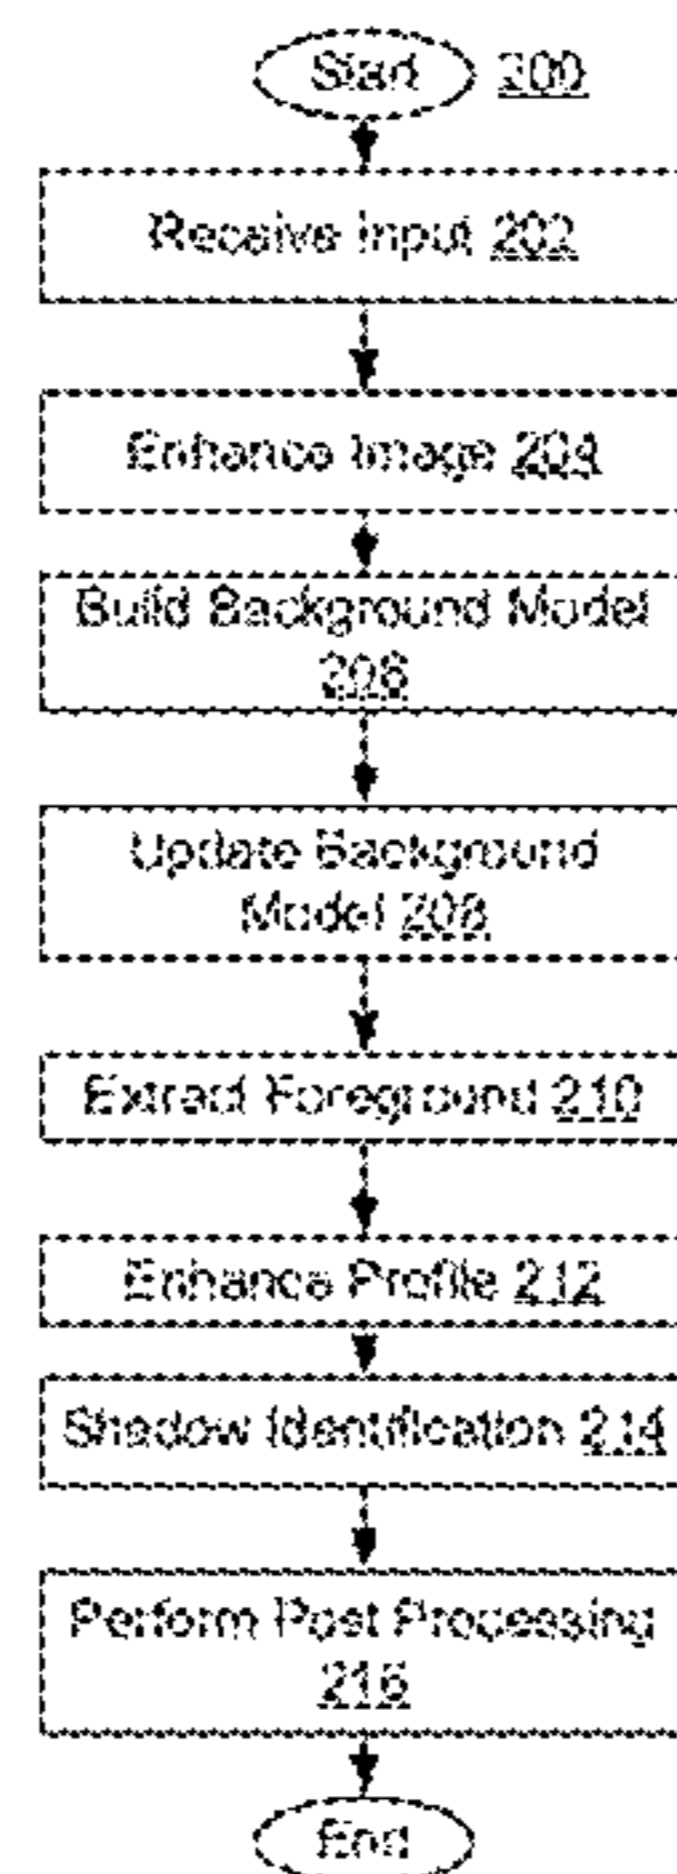 Start 200
Receive Input 202
Enhance Image 204
Build Background Model
206
Update Background
Model 208
Extract Foreground 210
Enhance Profile 212
Shadow Identification 214
Perform Post Processing
216
End